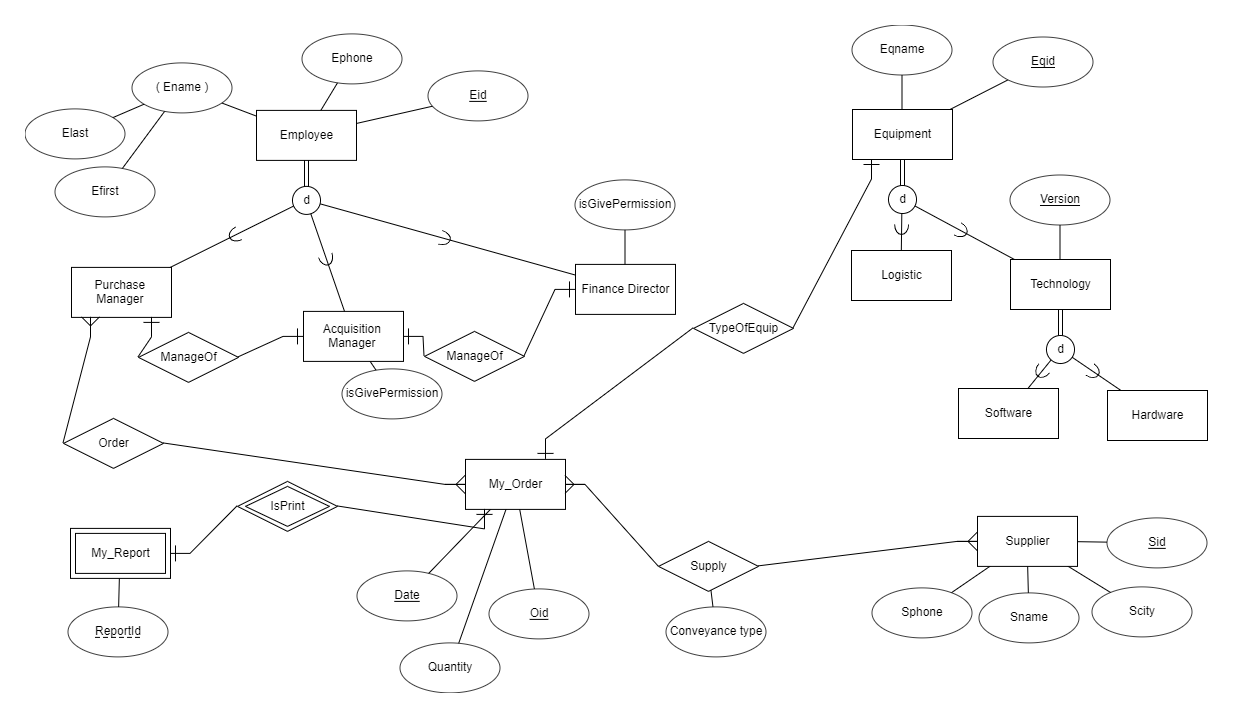 Ephone
Eqname
Eqid
( Ename )
Eid
Elast
Employee
Equipment
Efirst
d
d
isGivePermission
Version
Purchase
Manager
Finance Director
Logistic
Technology
Acquisition
Manager
TypeOfEquip
ManageOf
ManageOf
d
isGivePermission
Software
Hardware
Order
My_Order
IsPrint
My_Report
Supplier
Sid
Supply
Date
Oid
Sphone
Sname
Scity
ReportId
Conveyance type
Quantity